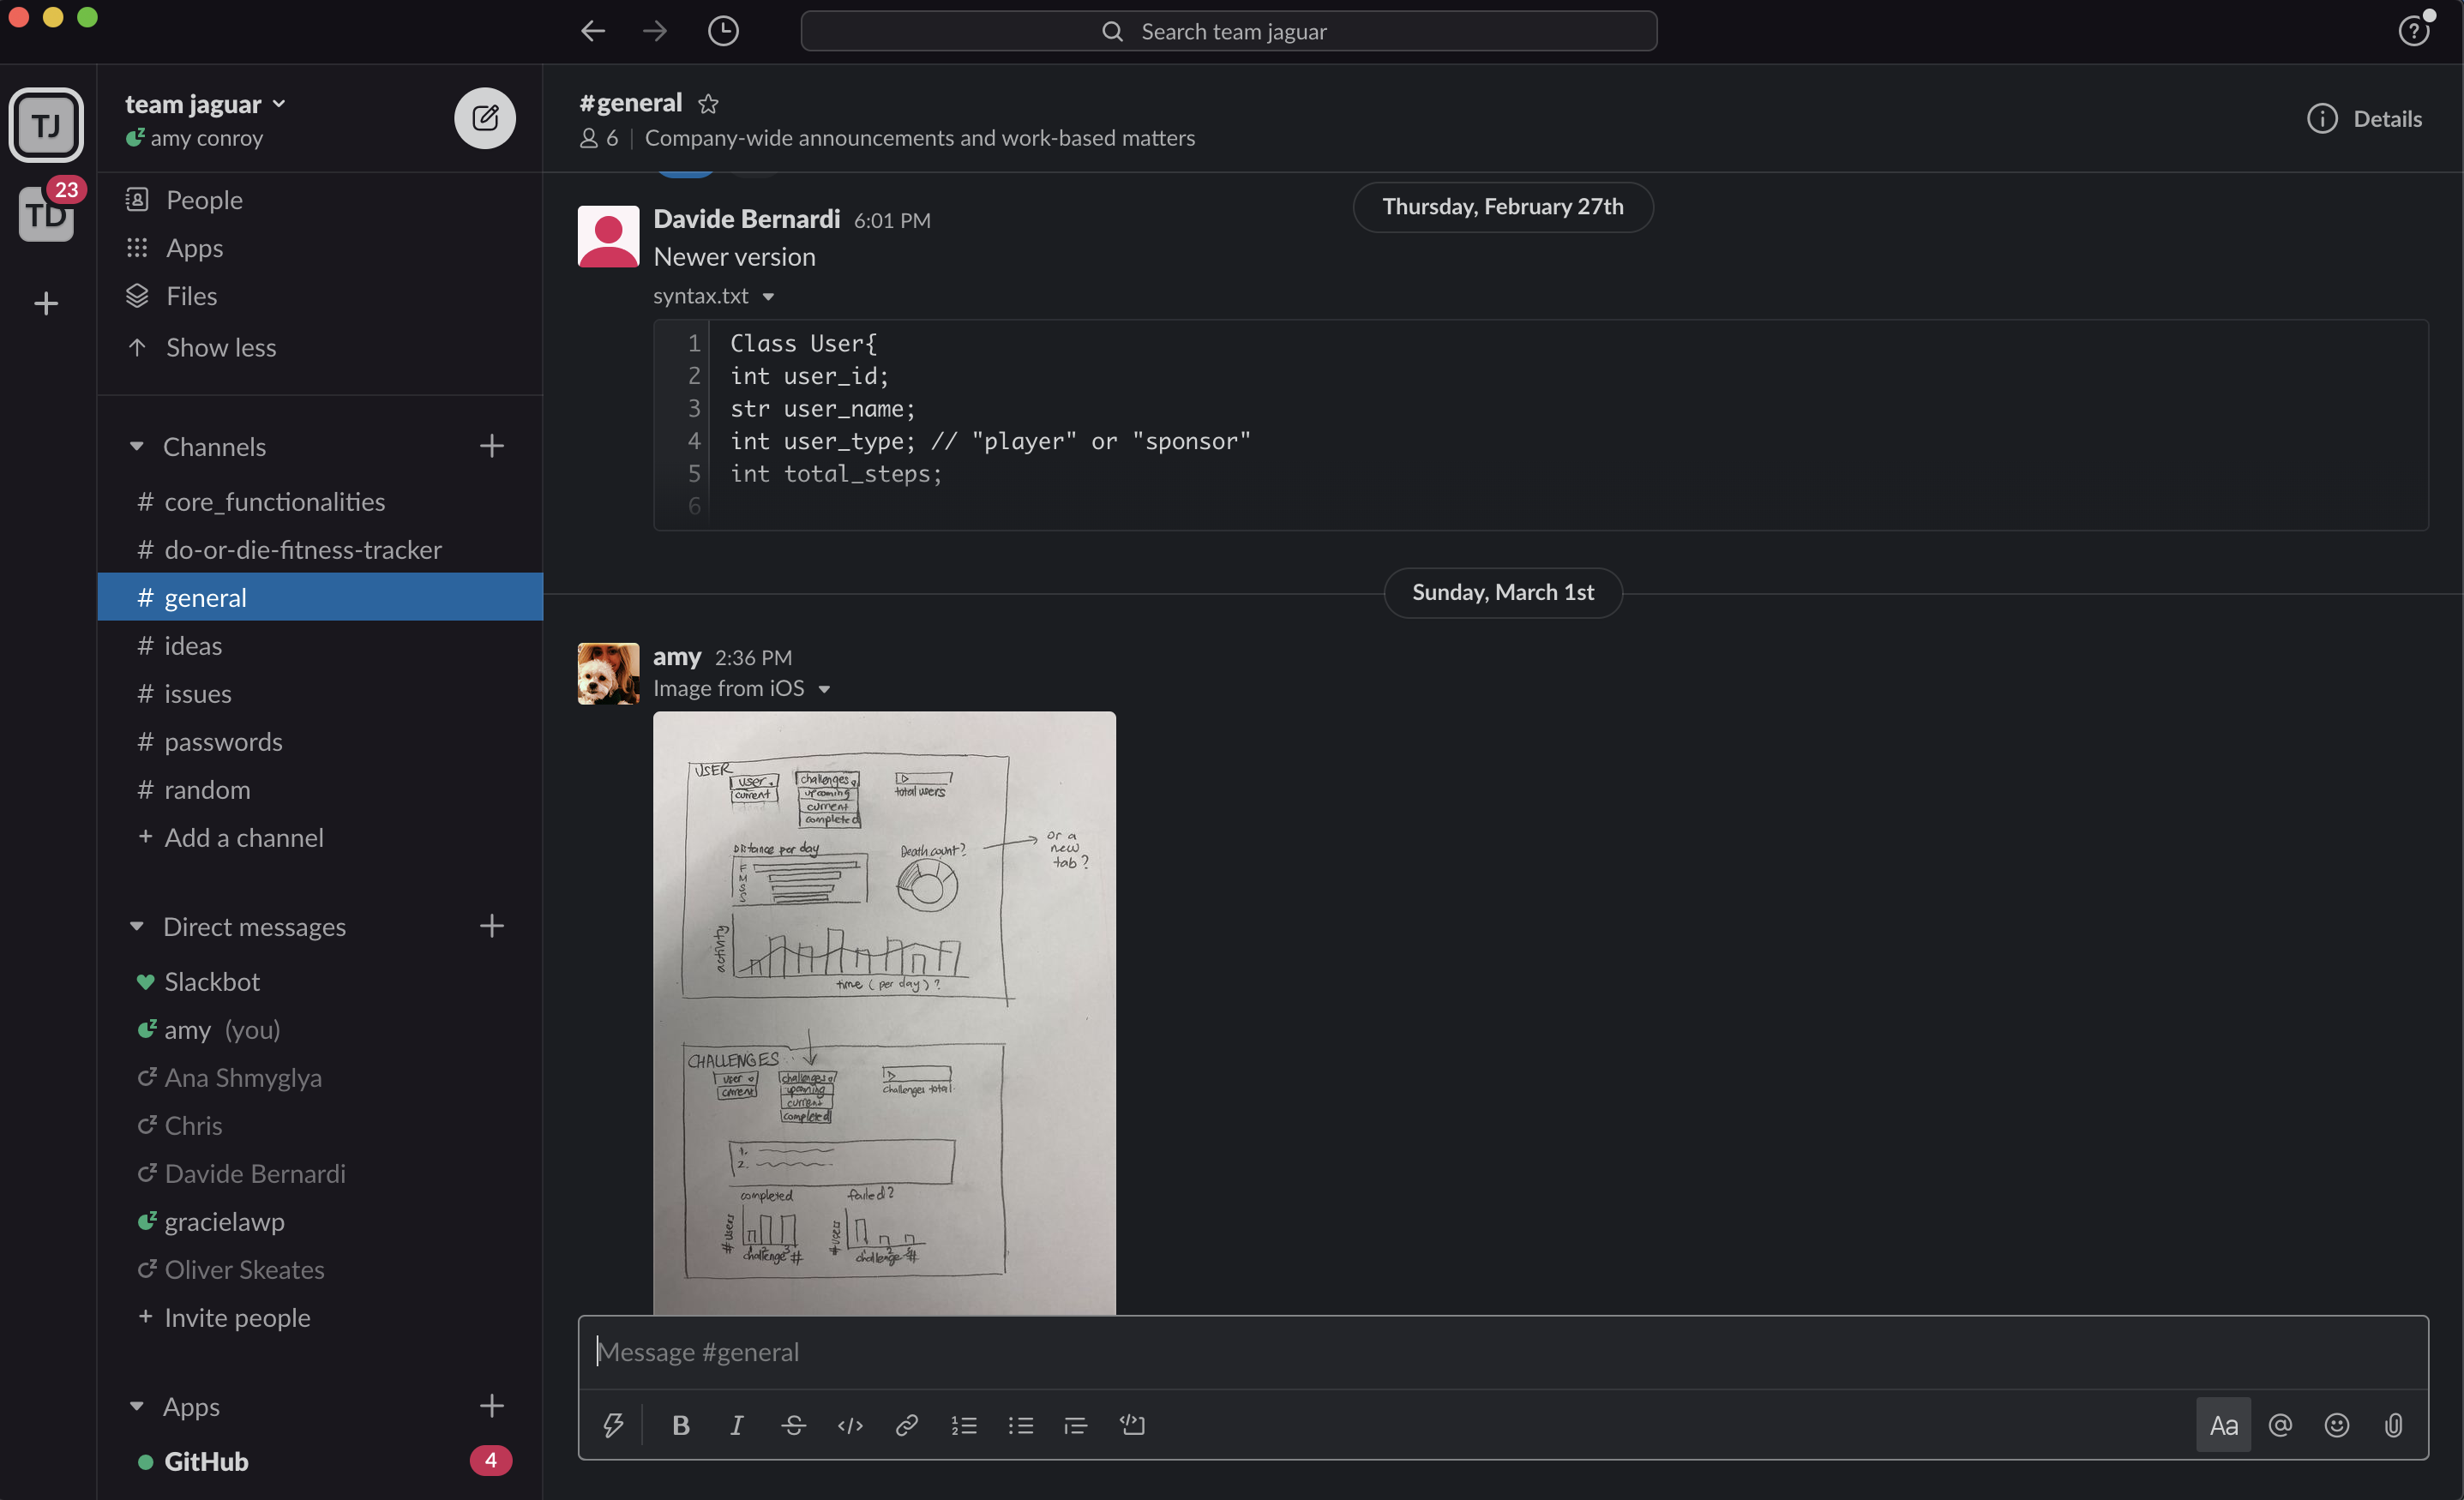 Search team jaguar
?
TJ
23
TD
team jaguar
amy conroy
People
Apps
Files
Show less
Channels
# core_functionalities
# do-or-die-fitness-tracker
# general
# ideas
# issues
# passwords
# random
+ Add a channel
Direct messages
Slackbot
amy (you)
Ana Shmyglya
Chris
Davide Bernardi
gracielawp
Oliver Skeates
+ Invite people
Apps
GitHub 4
#general
6 | Company-wide announcements and work-based matters
Details
Thursday, February 27th
Davide Bernardi 6:01 PM
Newer version
syntax.txt
1 Class User{
2 int user_id;
3 str user_name;
4 int user_type; // "player" or "sponsor"
5 int total_steps;
6
Sunday, March 1st
amy 2:36 PM
Image from iOS
USER
user
current
challenges
upcoming
current
completed
total users
Distance per day
F
M
S
S
Death count?
or a
new
tab?
activity
time (per day)?
CHALLENGES
user
current
challenges
upcoming
current
completed
challenges total
1.
2.
completed
failed?
#users
challenge #
#users
challenge #
Message #general
B I Aa @